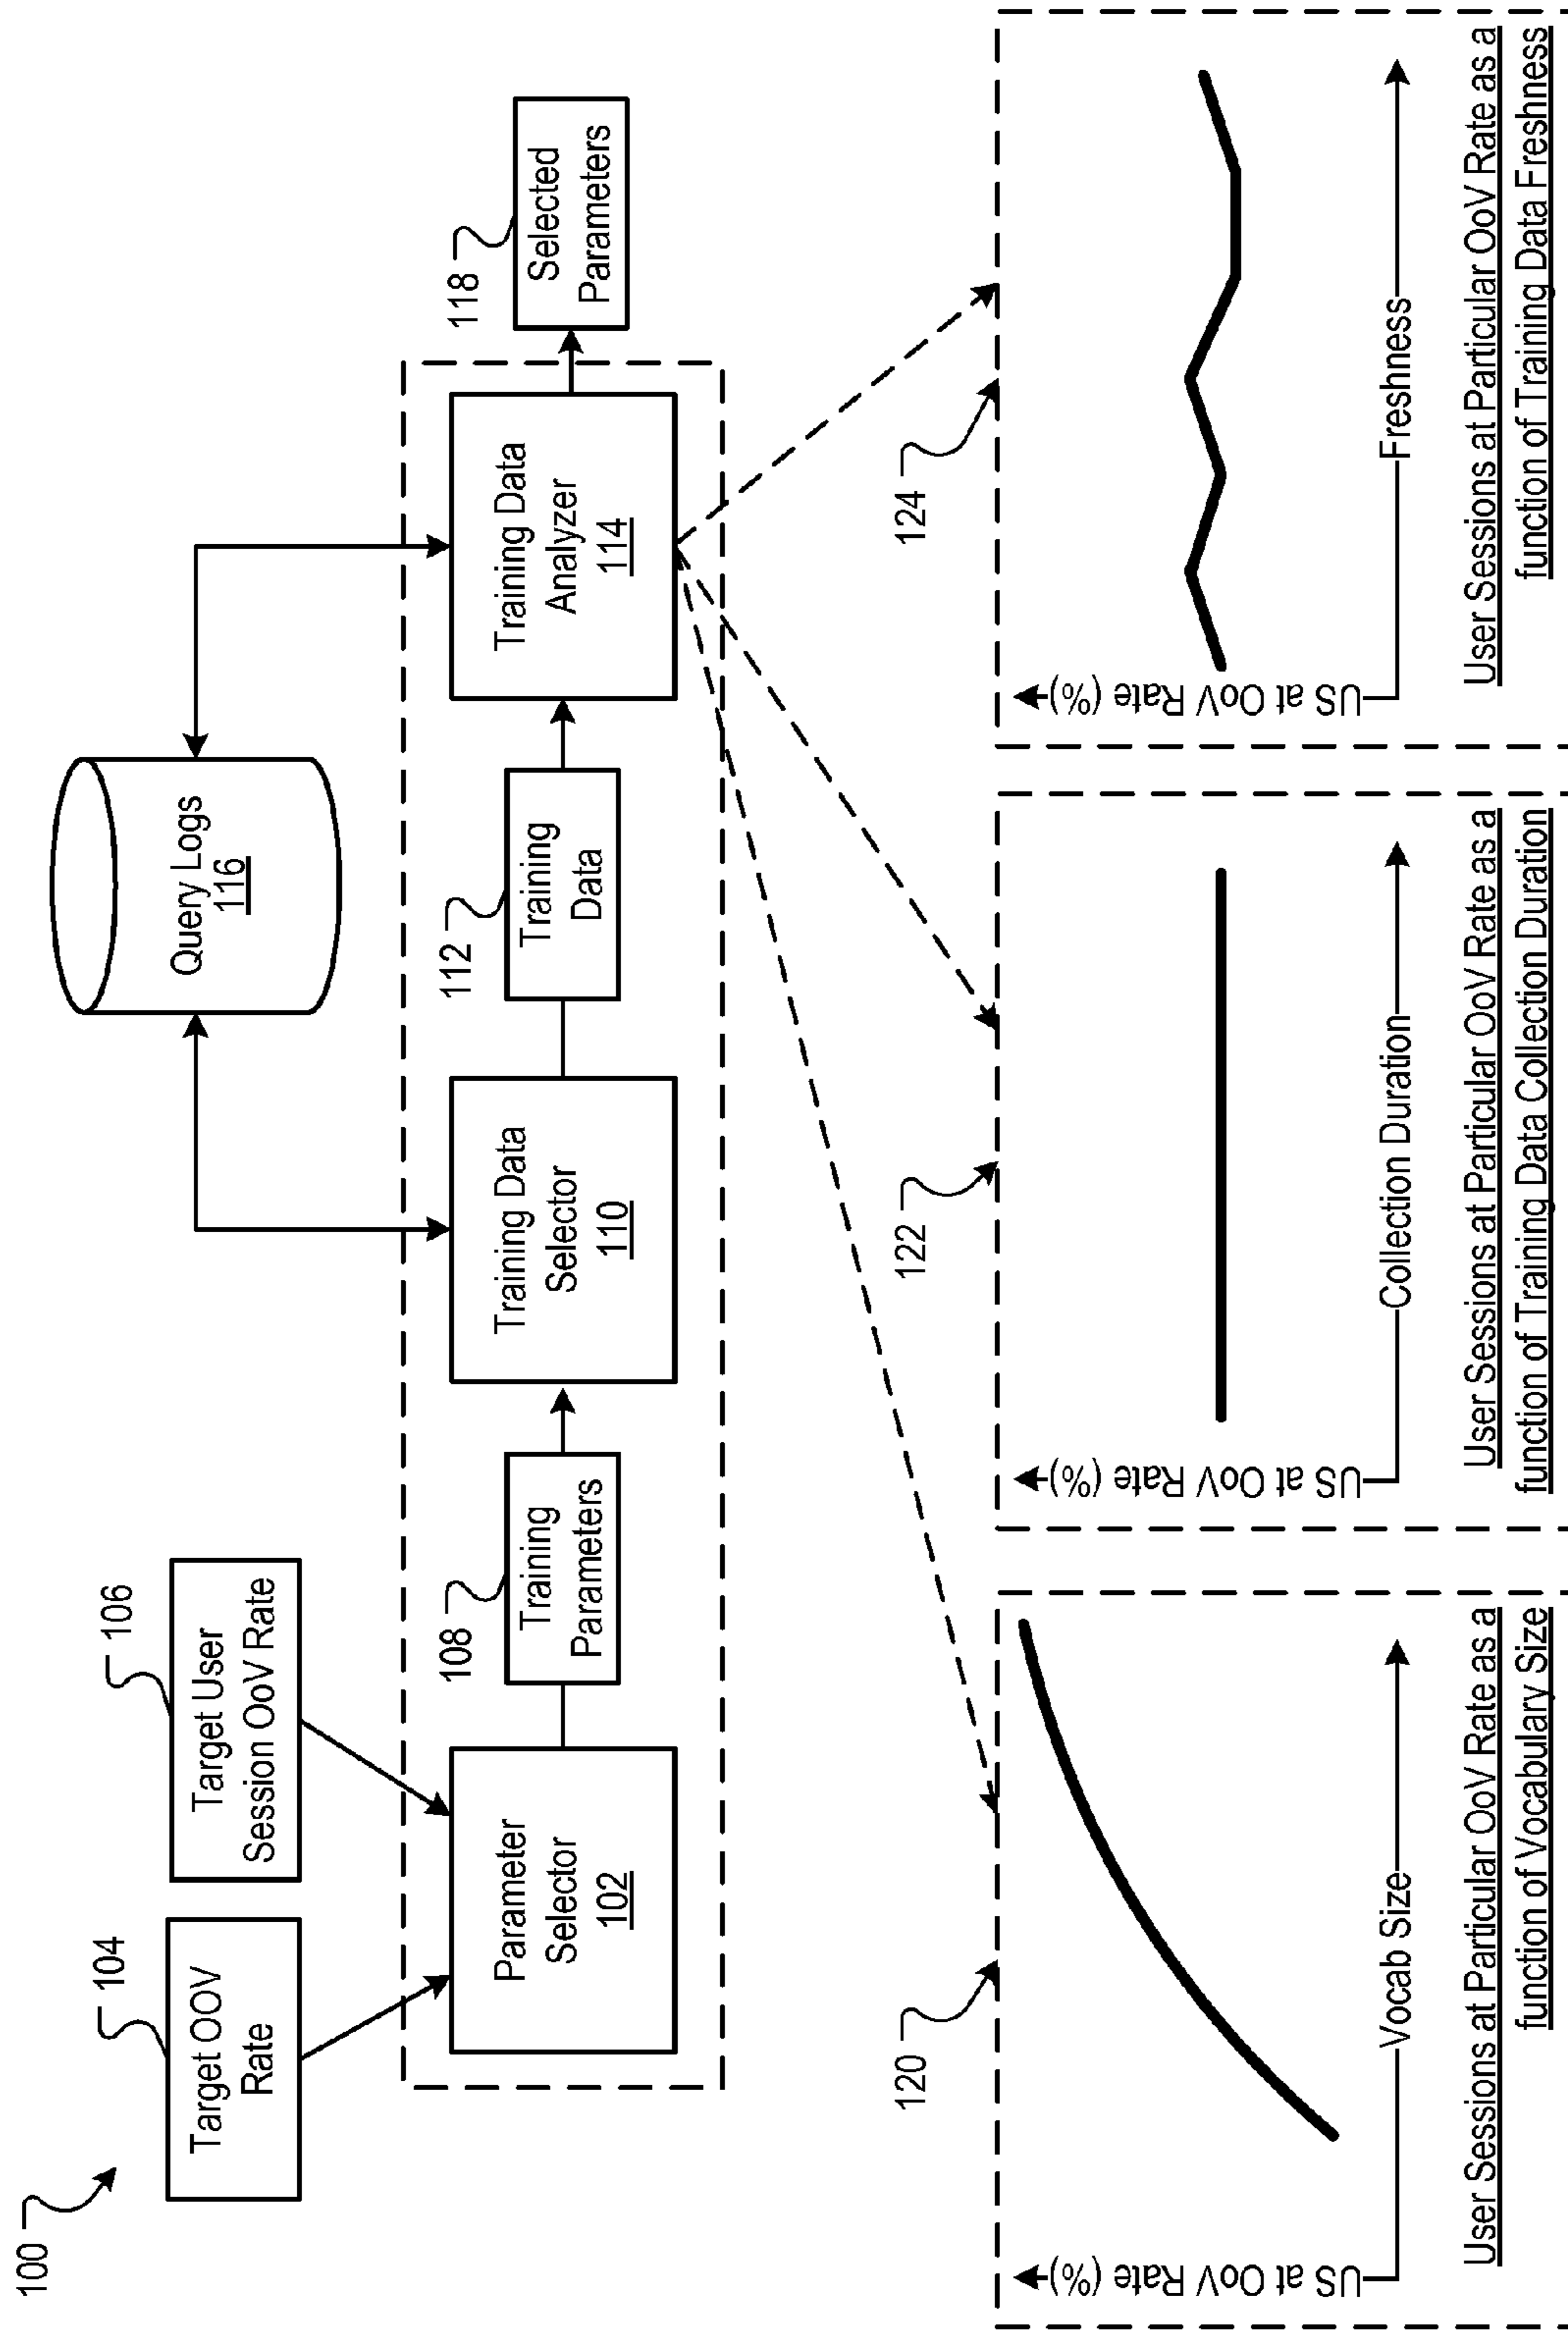 100
104
106
Target OOV
Rate
Target User
Session OoV Rate
Query Logs
116
Parameter
Selector
102
108
Training
Parameters
Training Data
Selector
110
112
Training
Data
Training Data
Analyzer
114
118
Selected
Parameters
120
US at OoV Rate (%)
Vocab Size
User Sessions at Particular OoV Rate as a
function of Vocabulary Size
122
US at OoV Rate (%)
Collection Duration
User Sessions at Particular OoV Rate as a
function of Training Data Collection Duration
124
US at OoV Rate (%)
Freshness
User Sessions at Particular OoV Rate as a
function of Training Data Freshness